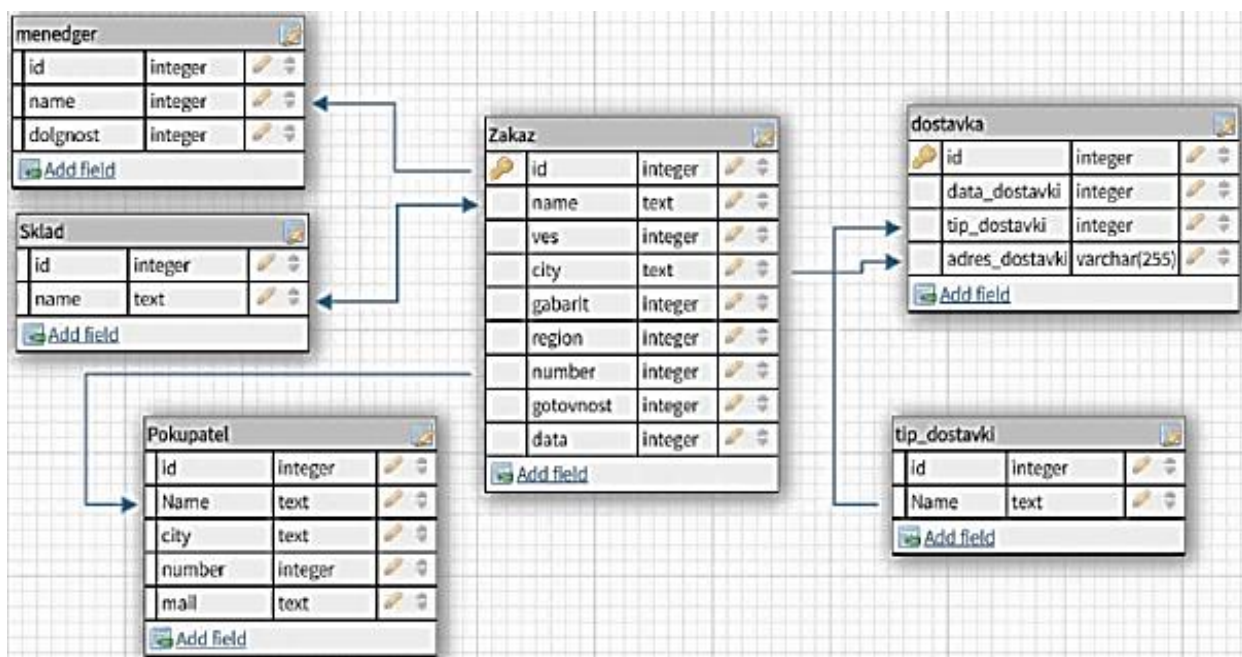 menedger
id integer
name integer
dolgnost integer
Add field
Sklad
id integer
name text
Add field
Pokupatel
id integer
Name text
city text
number integer
mail text
Add field
Zakaz
id integer
name text
ves integer
city text
gabarit integer
region integer
number integer
gotovnost integer
data integer
Add field
dostavka
id integer
data_dostavki integer
tip_dostavki integer
adres_dostavki varchar(255)
Add field
tip_dostavki
id integer
Name text
Add field